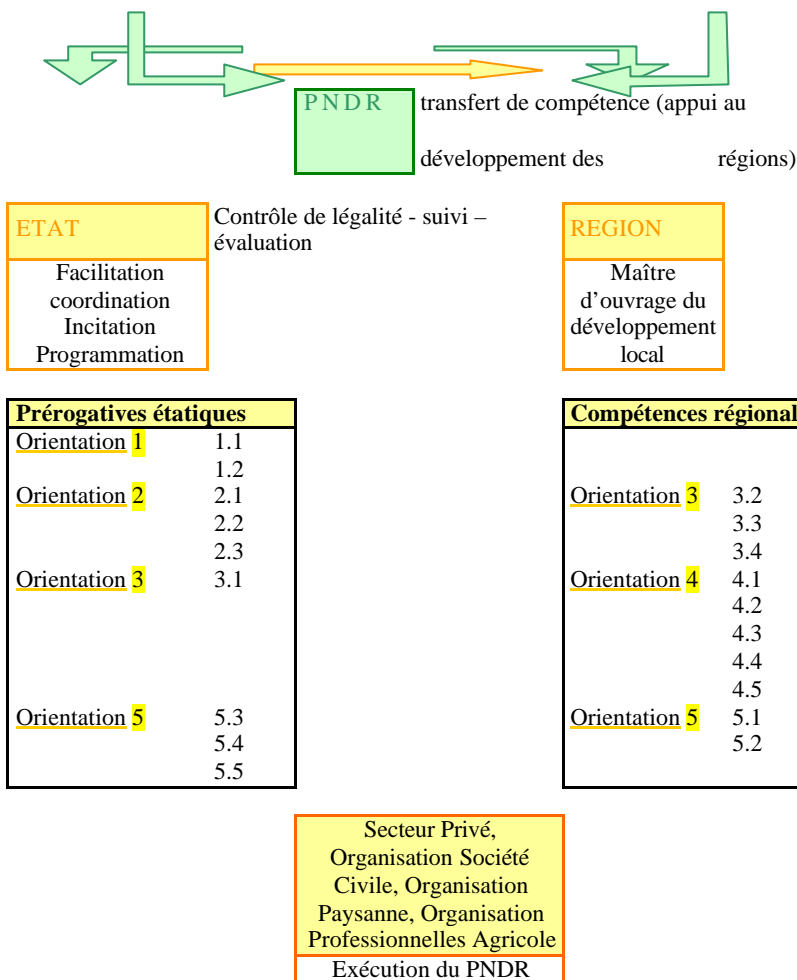 PNDR
transfert de compétence (appui au
développement des régions)
ETAT
Contrôle de légalité - suivi –
évaluation
REGION
Facilitation
coordination
Incitation
Programmation
Maître
d’ouvrage du
développement
local
Prérogatives étatiques
Orientation 1 1.1
1.2
Orientation 2 2.1
2.2
2.3
Orientation 3 3.1
Orientation 5 5.3
5.4
5.5
Compétences régional
Orientation 3 3.2
3.3
3.4
Orientation 4 4.1
4.2
4.3
4.4
4.5
Orientation 5 5.1
5.2
Secteur Privé,
Organisation Société
Civile, Organisation
Paysanne, Organisation
Professionnelles Agricole
Exécution du PNDR